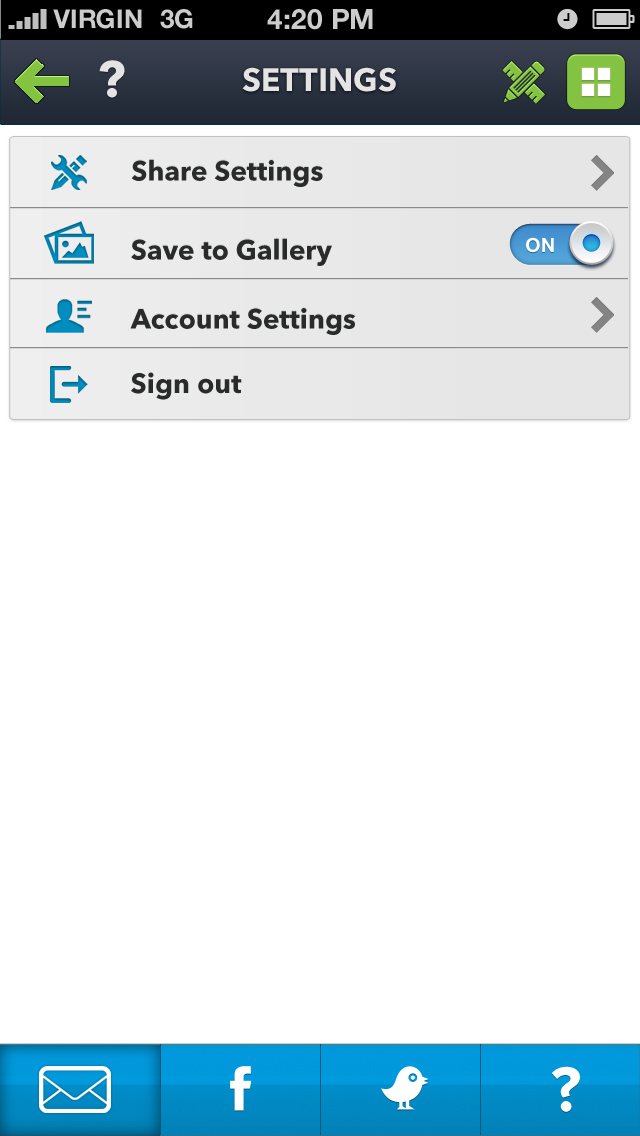 VIRGIN 3G 4:20 PM
? SETTINGS
Share Settings
Save to Gallery ON
Account Settings
Sign out
f ?